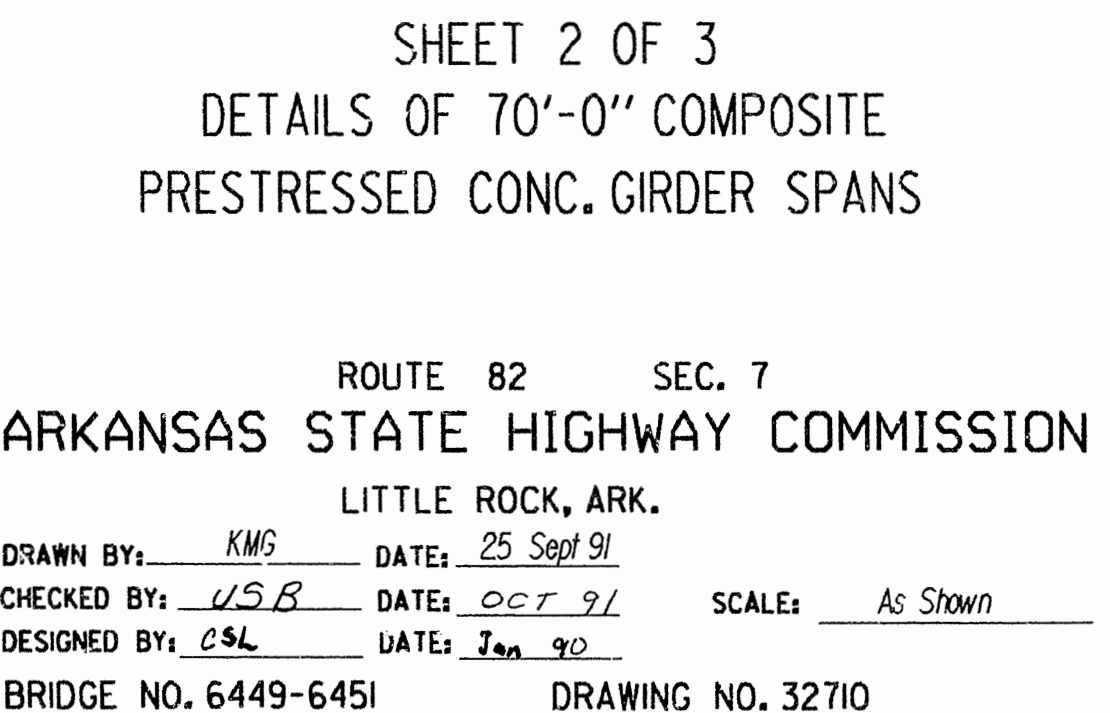 SHEET 2 OF 3
DETAILS OF 70'-0" COMPOSITE
PRESTRESSED CONC. GIRDER SPANS
ROUTE 82 SEC. 7
ARKANSAS STATE HIGHWAY COMMISSION
LITTLE ROCK, ARK.
DRAWN BY: KMG DATE: 25 Sept 91
CHECKED BY: USB DATE: OCT 91 SCALE: As Shown
DESIGNED BY: CSL DATE: Jan 90
BRIDGE NO. 6449-6451 DRAWING NO. 32710